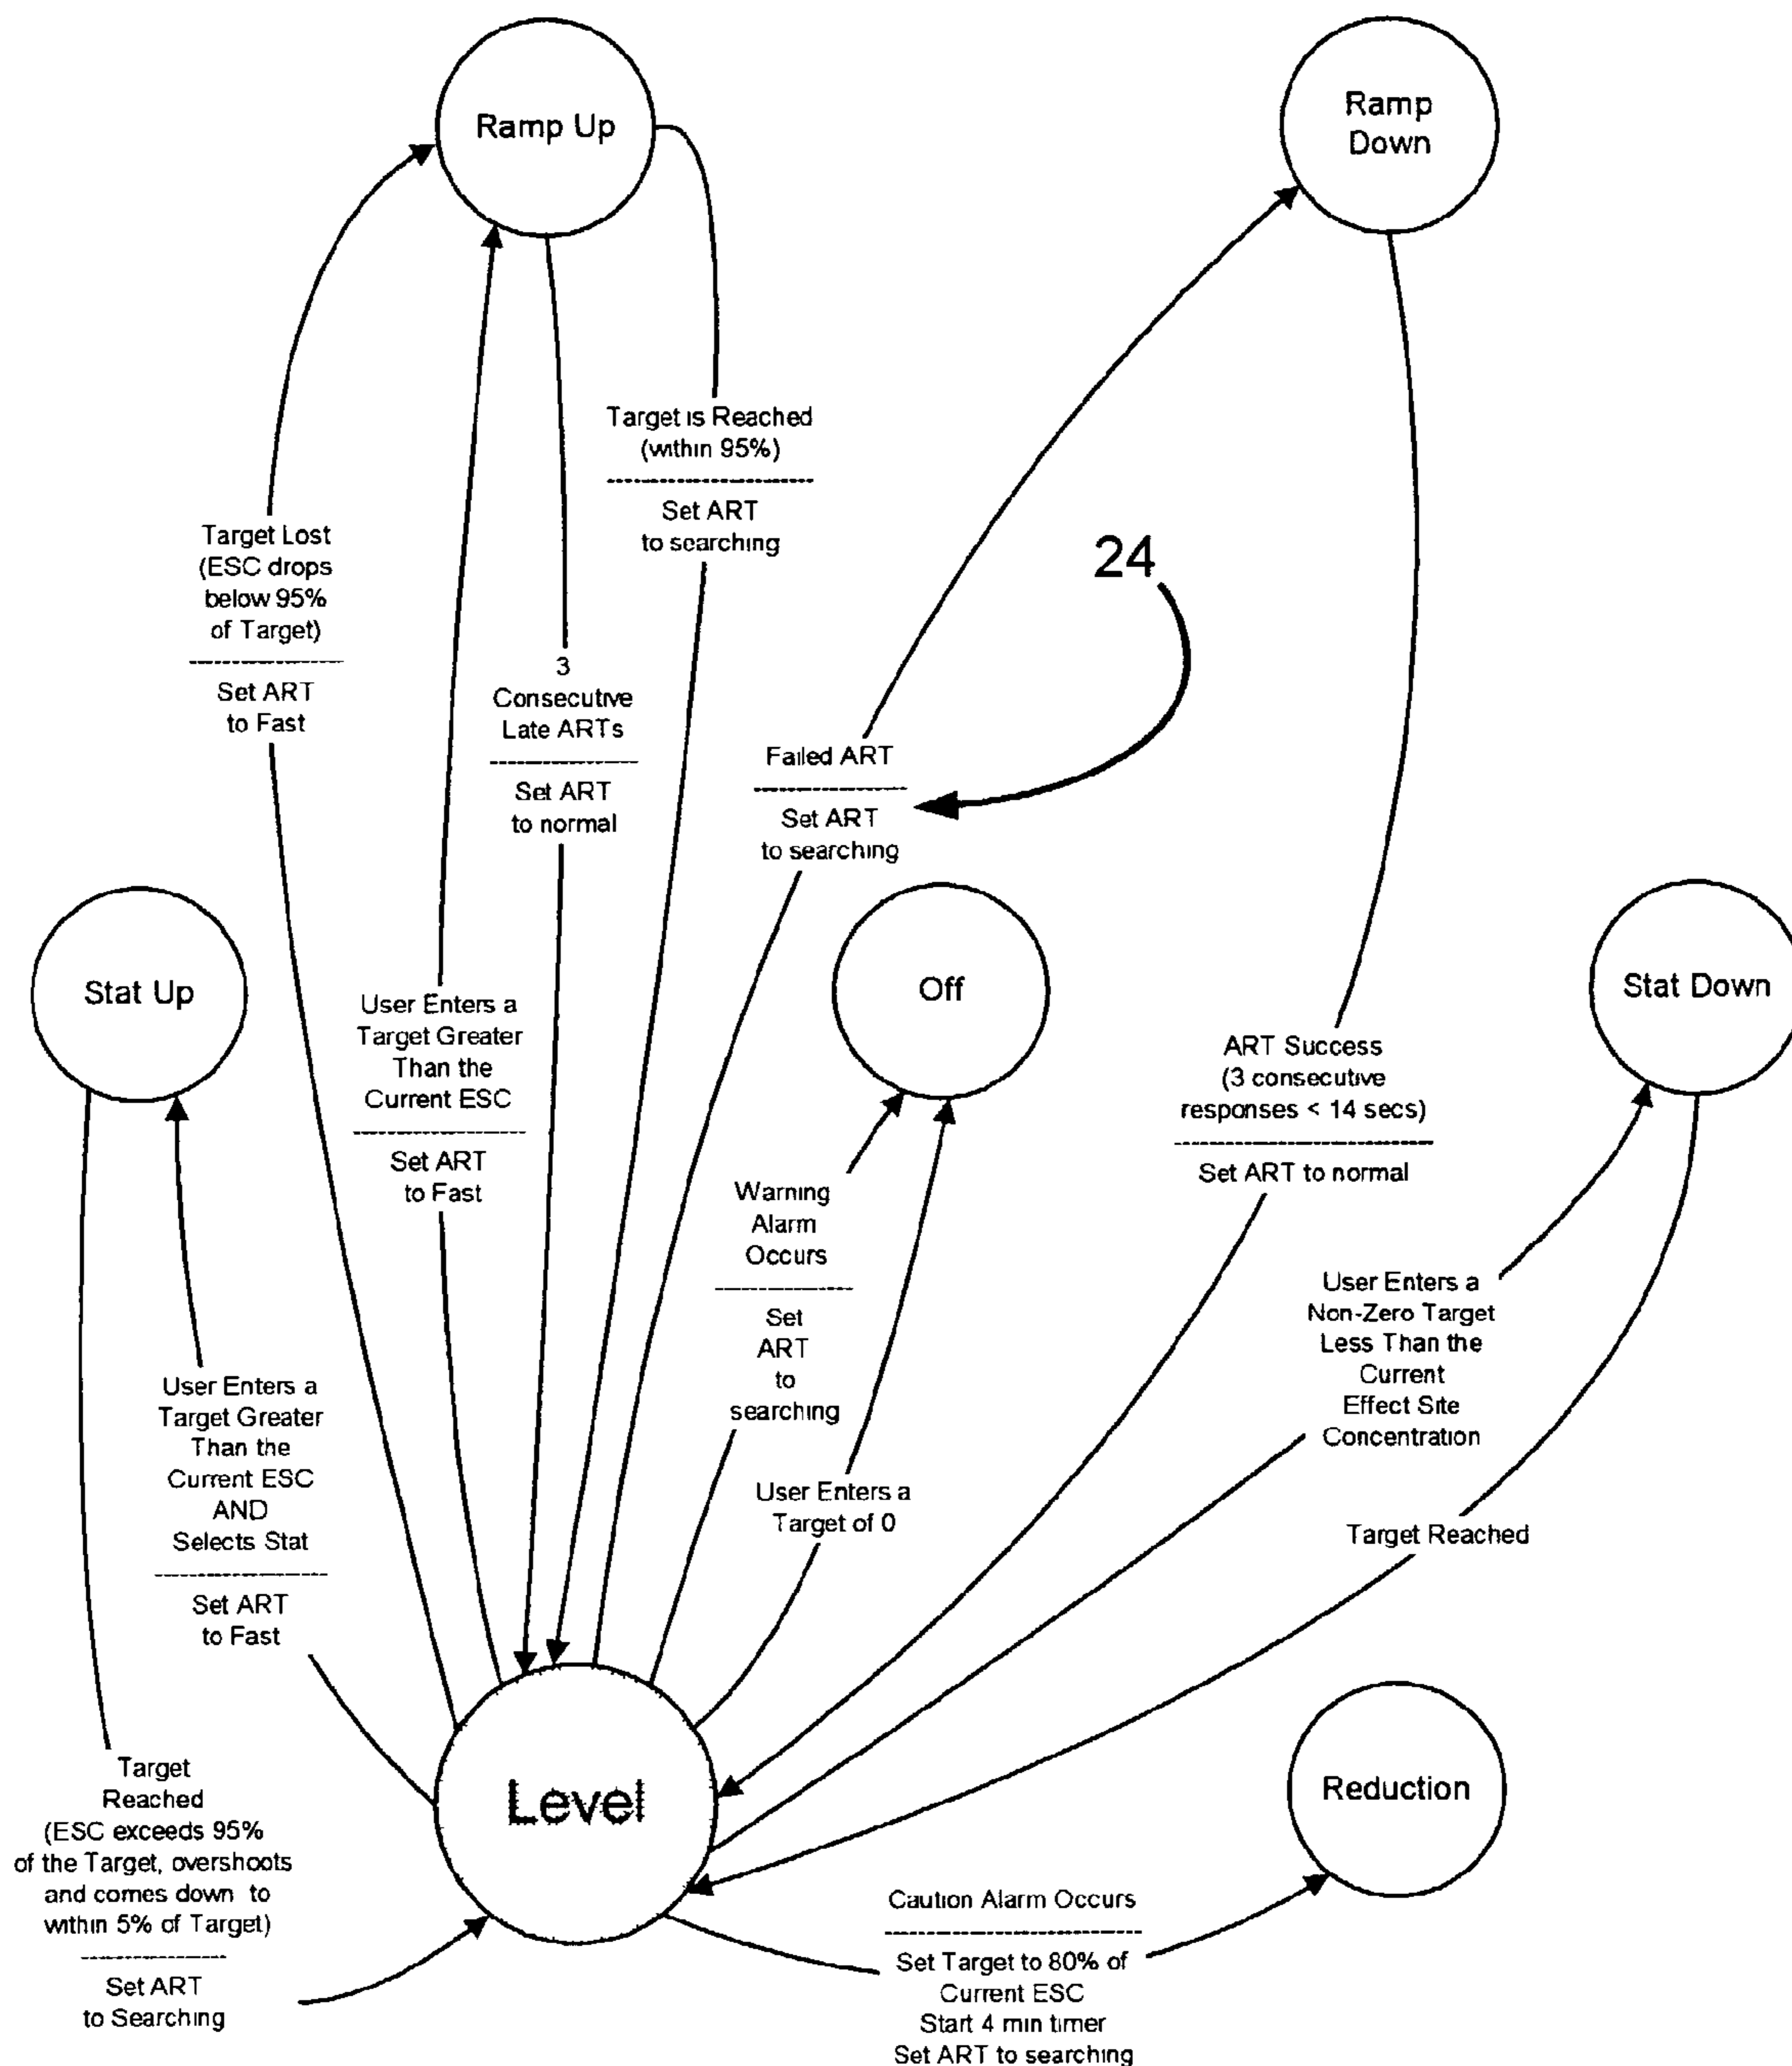 Ramp Up
Ramp
Down
Target is Reached
(within 95%)
Set ART
to searching
Target Lost
(ESC drops
below 95%
of Target)
Set ART
to Fast
24
3
Consecutive
Late ARTs
Set ART
to normal
Failed ART
Set ART
to searching
Stat Up
Off
Stat Down
User Enters a
Target Greater
Than the
Current ESC
Set ART
to Fast
ART Success
(3 consecutive
responses < 14 secs)
Set ART to normal
Warning
Alarm
Occurs
Set
ART
to
searching
User Enters a
Non-Zero Target
Less Than the
Current
Effect Site
Concentration
User Enters a
Target Greater
Than the
Current ESC
AND
Selects Stat
Set ART
to Fast
User Enters a
Target of 0
Target Reached
Target
Reached
(ESC exceeds 95%
of the Target, overshoots
and comes down to
within 5% of Target)
Set ART
to Searching
Level
Reduction
Caution Alarm Occurs
Set Target to 80% of
Current ESC
Start 4 min timer
Set ART to searching